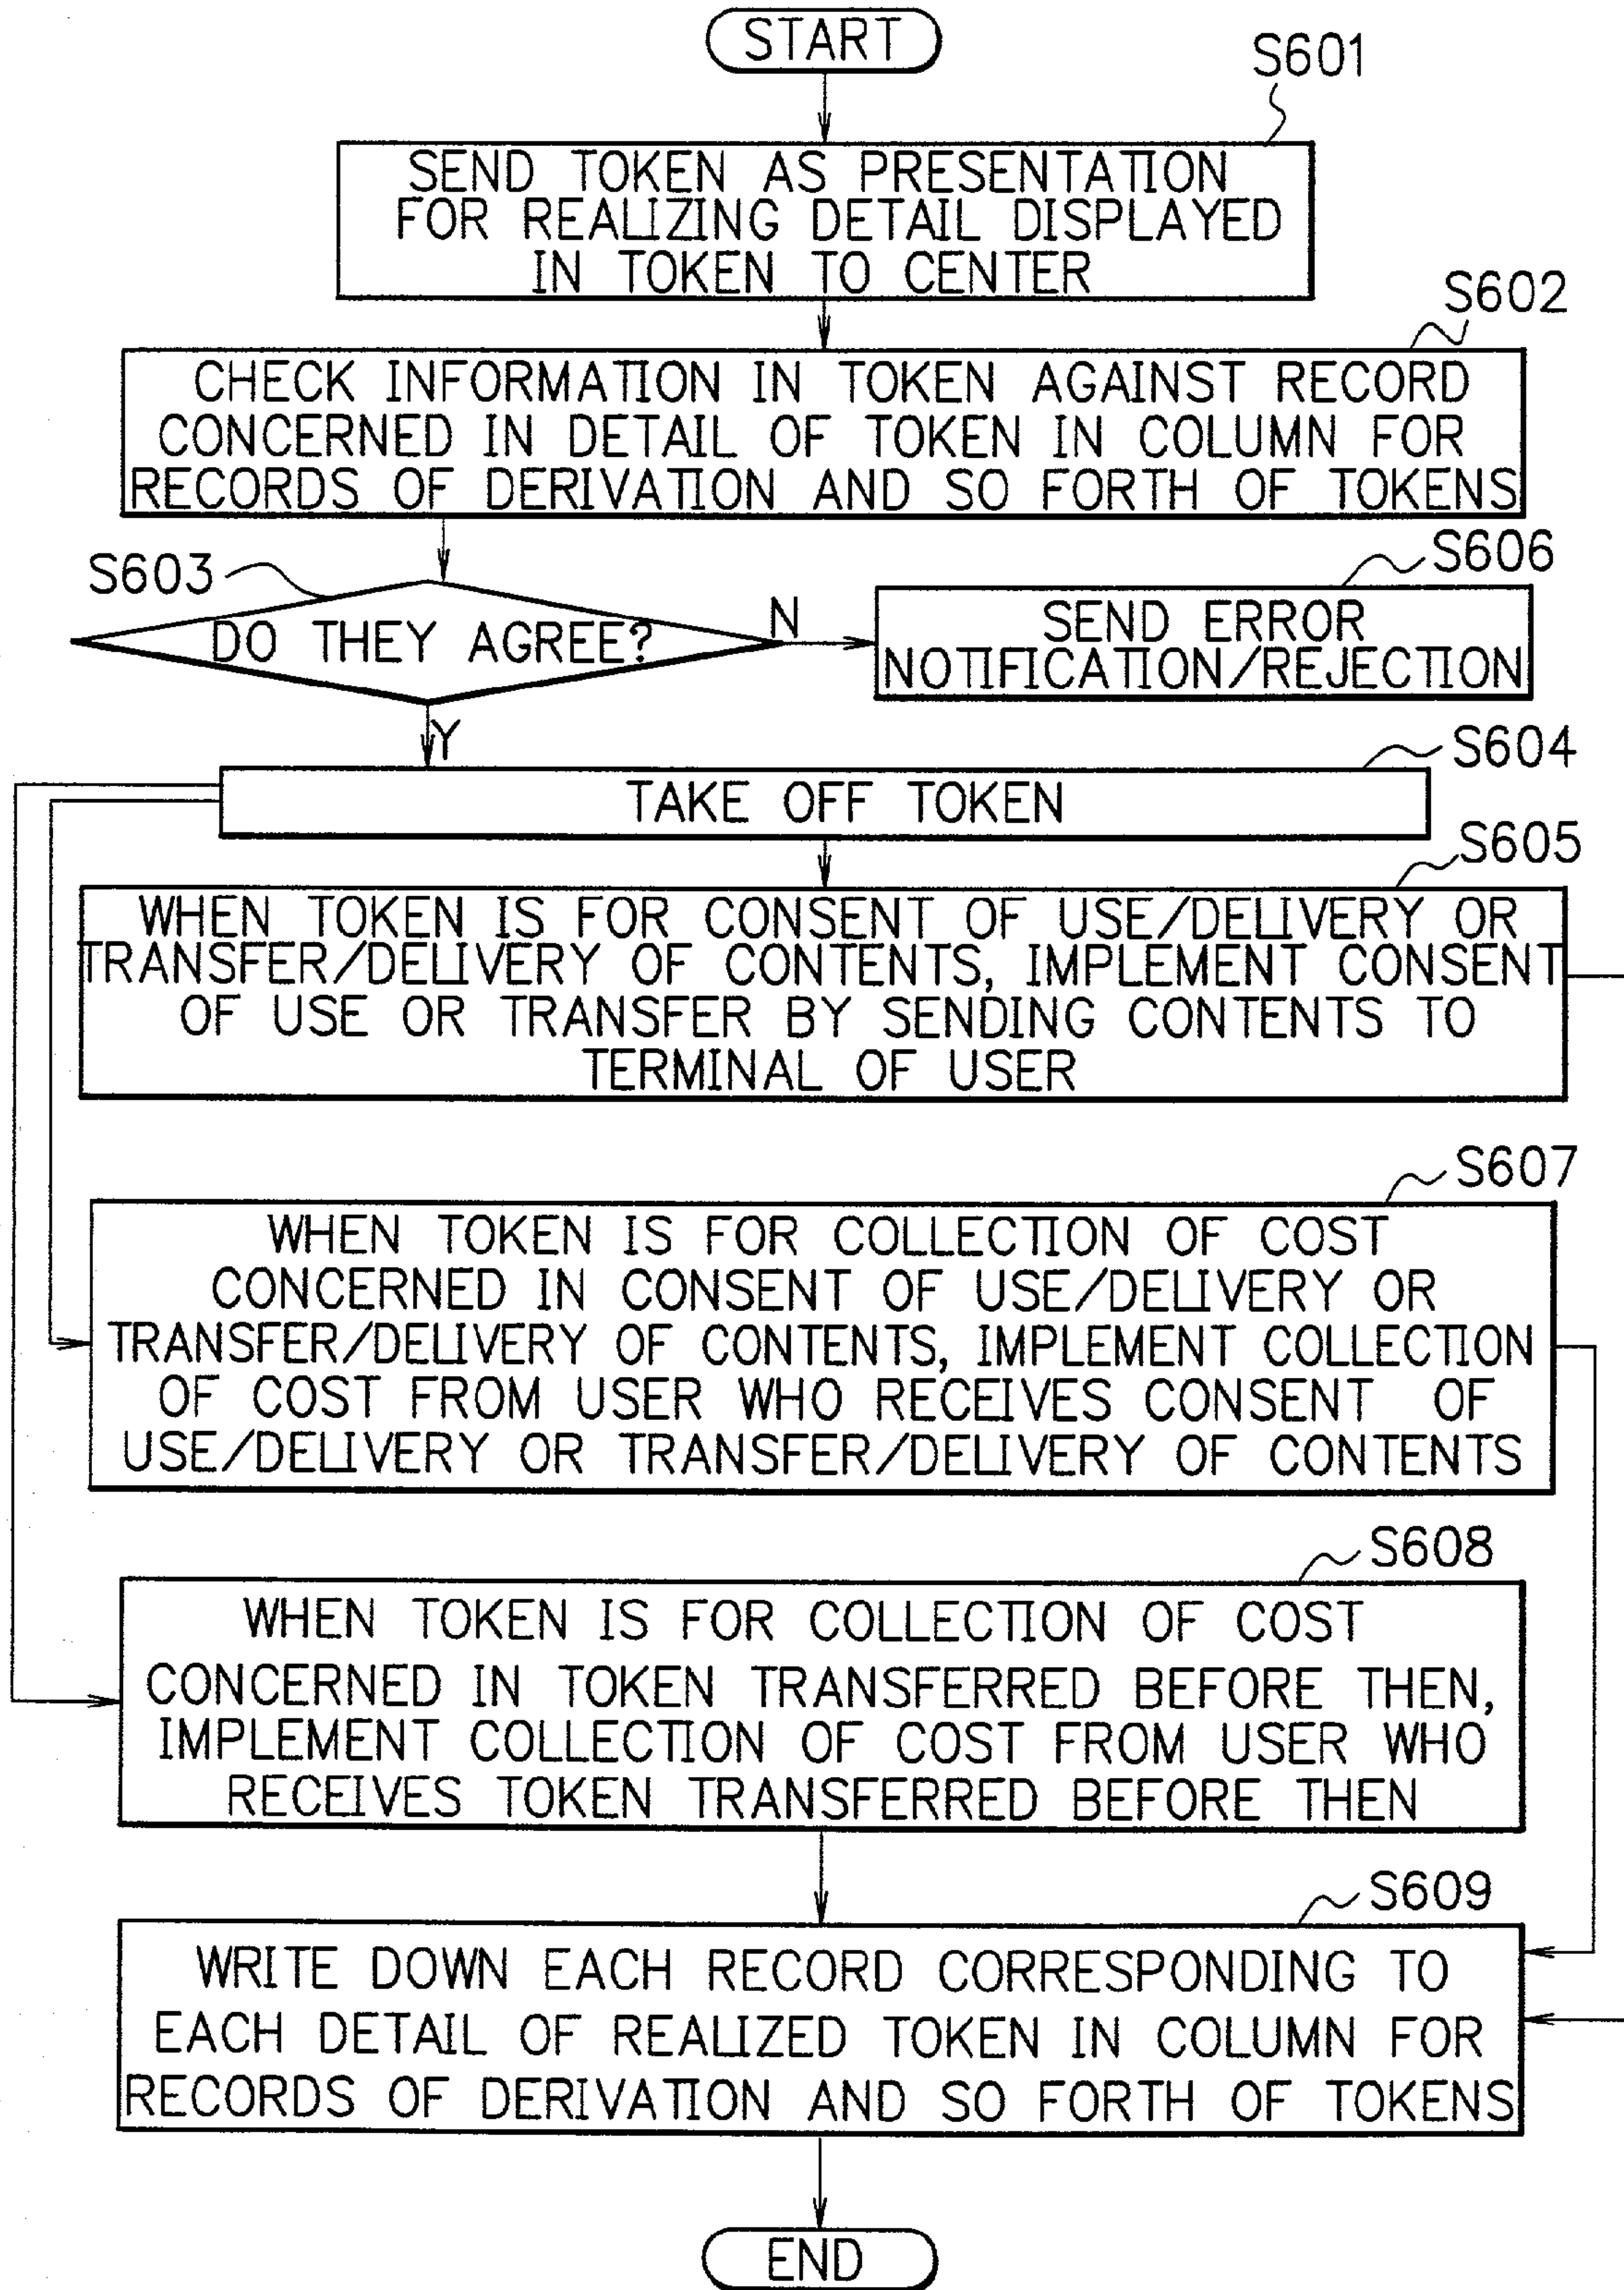 START
S601
SEND TOKEN AS PRESENTATION
FOR REALIZING DETAIL DISPLAYED
IN TOKEN TO CENTER
S602
CHECK INFORMATION IN TOKEN AGAINST RECORD
CONCERNED IN DETAIL OF TOKEN IN COLUMN FOR
RECORDS OF DERIVATION AND SO FORTH OF TOKENS
S603
DO THEY AGREE?
N
S606
SEND ERROR
NOTIFICATION/REJECTION
Y
S604
TAKE OFF TOKEN
S605
WHEN TOKEN IS FOR CONSENT OF USE/DELIVERY OR
TRANSFER/DELIVERY OF CONTENTS, IMPLEMENT CONSENT
OF USE OR TRANSFER BY SENDING CONTENTS TO
TERMINAL OF USER
S607
WHEN TOKEN IS FOR COLLECTION OF COST
CONCERNED IN CONSENT OF USE/DELIVERY OR
TRANSFER/DELIVERY OF CONTENTS, IMPLEMENT COLLECTION
OF COST FROM USER WHO RECEIVES CONSENT OF
USE/DELIVERY OR TRANSFER/DELIVERY OF CONTENTS
S608
WHEN TOKEN IS FOR COLLECTION OF COST
CONCERNED IN TOKEN TRANSFERRED BEFORE THEN,
IMPLEMENT COLLECTION OF COST FROM USER WHO
RECEIVES TOKEN TRANSFERRED BEFORE THEN
S609
WRITE DOWN EACH RECORD CORRESPONDING TO
EACH DETAIL OF REALIZED TOKEN IN COLUMN FOR
RECORDS OF DERIVATION AND SO FORTH OF TOKENS
END